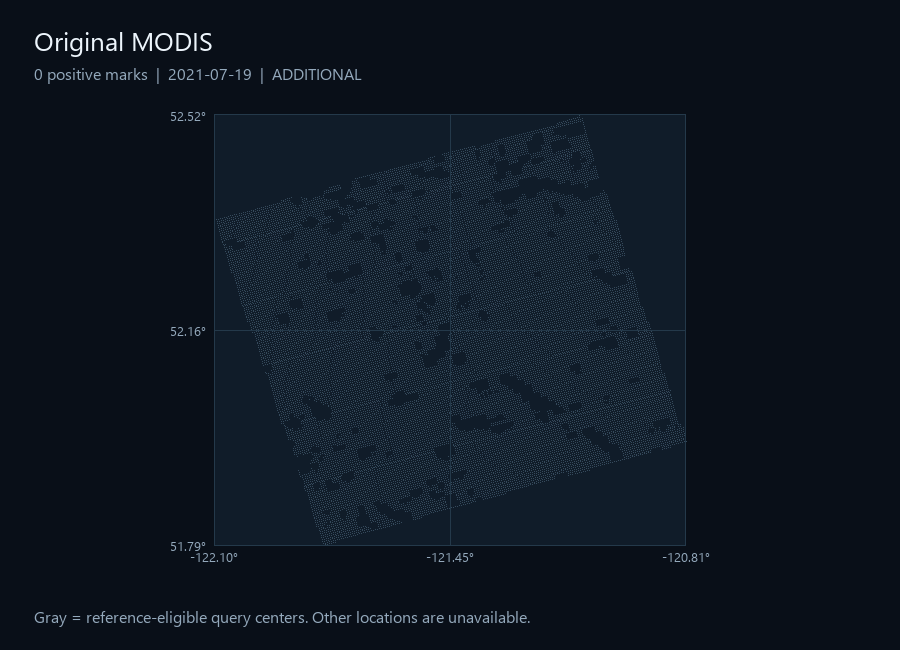 Original MODIS
0 positive marks | 2021-07-19 | ADDITIONAL
52.52°
52.16°
51.79°
-122.10°
-121.45°
-120.81°
Gray = reference-eligible query centers. Other locations are unavailable.